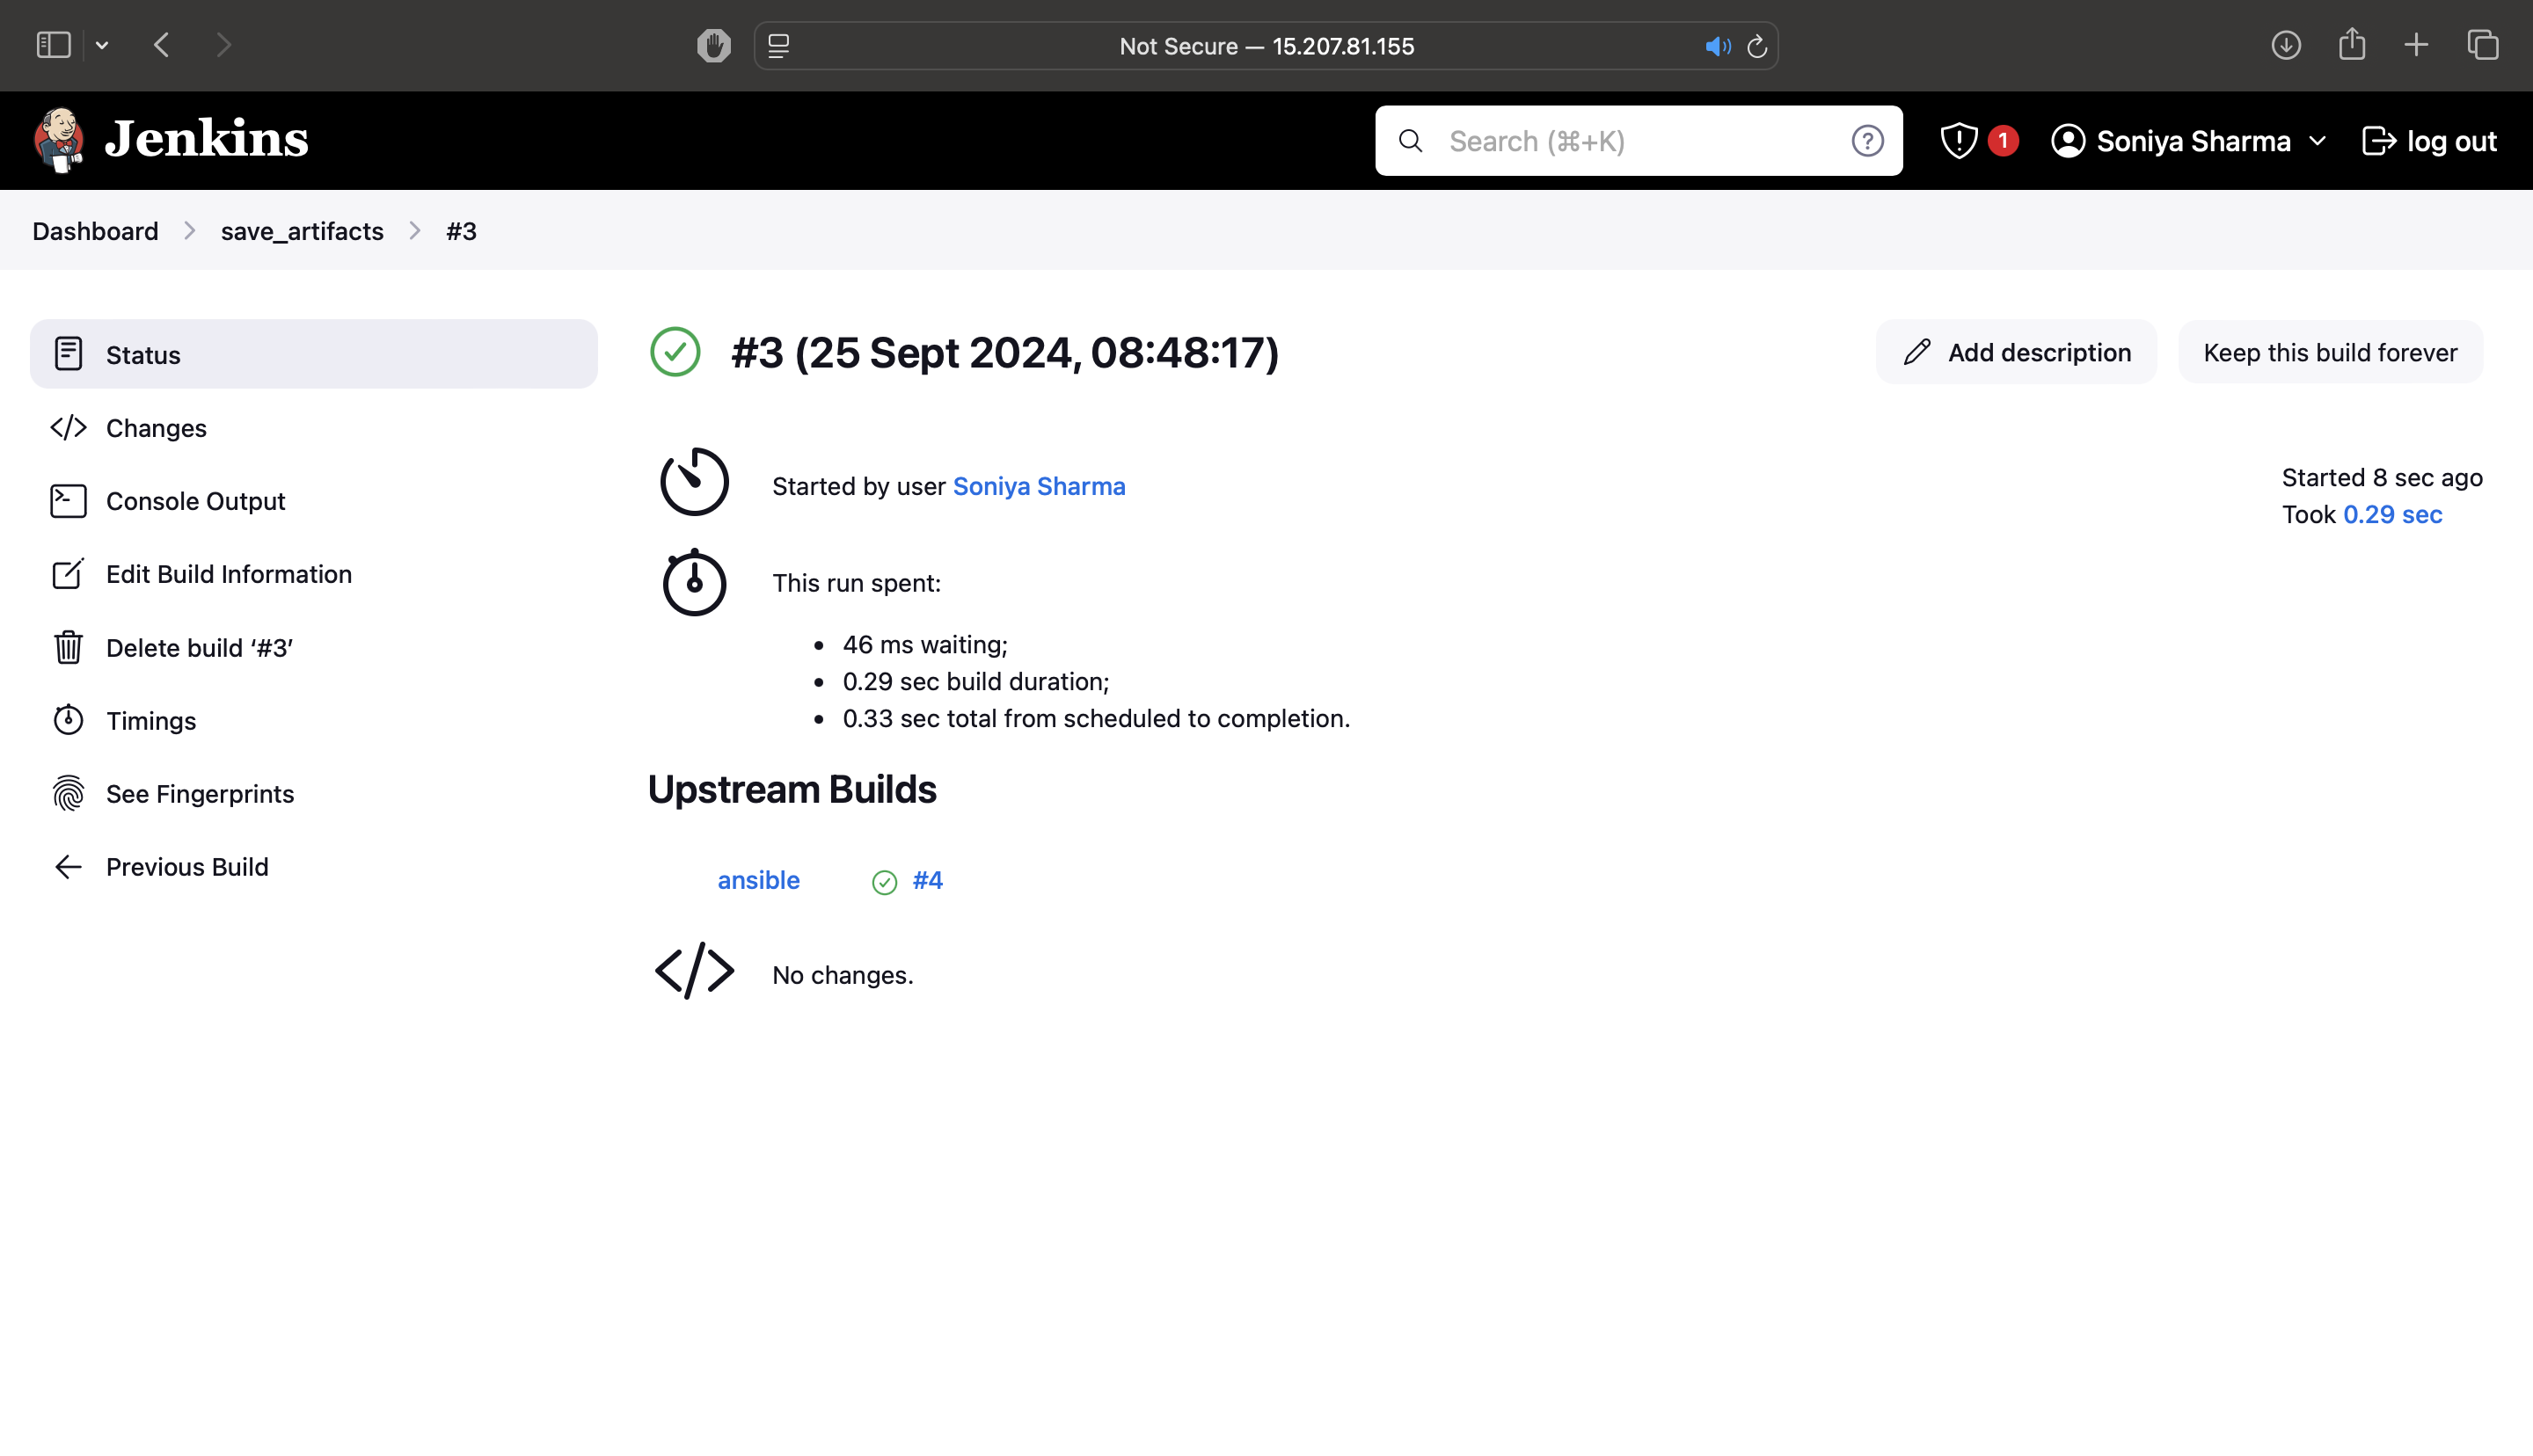 Not Secure — 15.207.81.155
Jenkins
Search (⌘+K)
?
1
Soniya Sharma
log out
Dashboard > save_artifacts > #3
Status
Changes
Console Output
Edit Build Information
Delete build ‘#3’
Timings
See Fingerprints
Previous Build
#3 (25 Sept 2024, 08:48:17)
Add description
Keep this build forever
Started by user Soniya Sharma
Started 8 sec ago
Took 0.29 sec
This run spent:
• 46 ms waiting;
• 0.29 sec build duration;
• 0.33 sec total from scheduled to completion.
Upstream Builds
ansible #4
No changes.